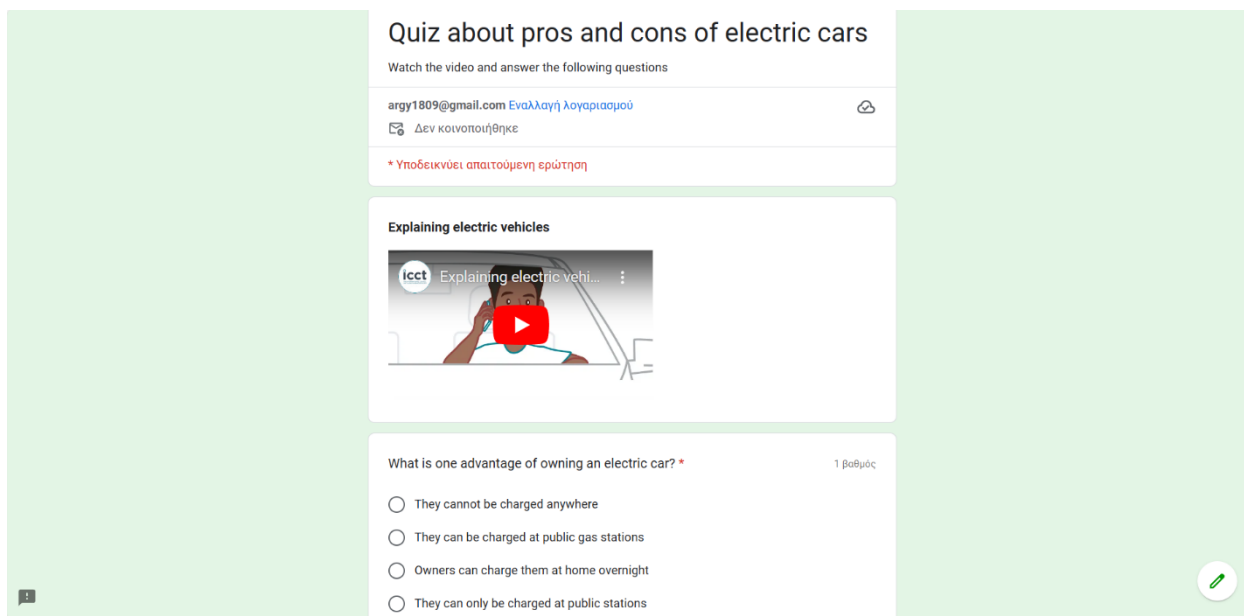 Quiz about pros and cons of electric cars
Watch the video and answer the following questions
argy1809@gmail.com Εναλλαγή λογαριασμού
Δεν κοινοποιήθηκε
* Υποδεικνύει απαιτούμενη ερώτηση
Explaining electric vehicles
icct Explaining electric vehi...
What is one advantage of owning an electric car? * 1 βαθμός
They cannot be charged anywhere
They can be charged at public gas stations
Owners can charge them at home overnight
They can only be charged at public stations